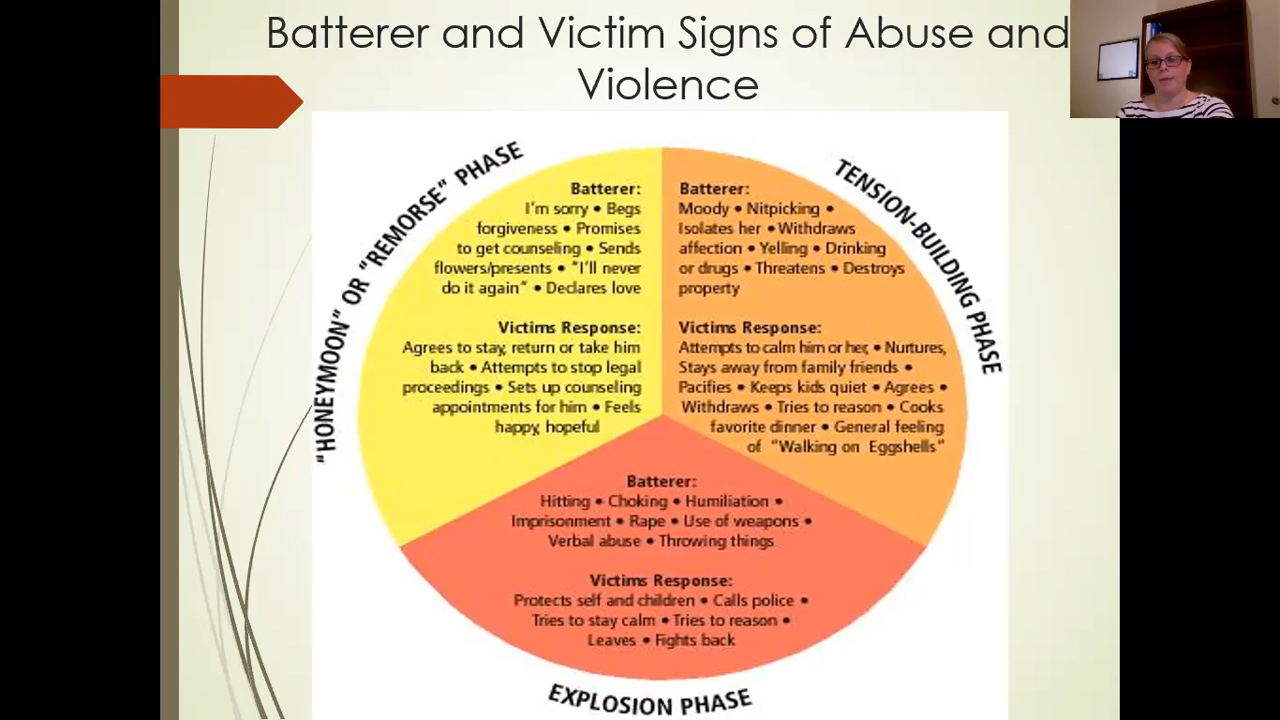 Batterer and Victim Signs of Abuse and
Violence
"HONEYMOON" OR "REMORSE" PHASE
Batterer:
I'm sorry • Begs
forgiveness • Promises
to get counseling • Sends
flowers/presents • "I'll never
do it again" • Declares love
Victims Response:
Agrees to stay, return or take him
back • Attempts to stop legal
proceedings • Sets up counseling
appointments for him • Feels
happy, hopeful
TENSION-BUILDING PHASE
Batterer:
Moody • Nitpicking •
Isolates her • Withdraws
affection • Yelling • Drinking
or drugs • Threatens • Destroys
property
Victims Response:
Attempts to calm him or her, • Nurtures,
Stays away from family friends •
Pacifies • Keeps kids quiet • Agrees •
Withdraws • Tries to reason • Cooks
favorite dinner • General feeling
of "Walking on Eggshells"
Batterer:
Hitting • Choking • Humiliation •
Imprisonment • Rape • Use of weapons •
Verbal abuse • Throwing things
Victims Response:
Protects self and children • Calls police •
Tries to stay calm • Tries to reason •
Leaves • Fights back
EXPLOSION PHASE